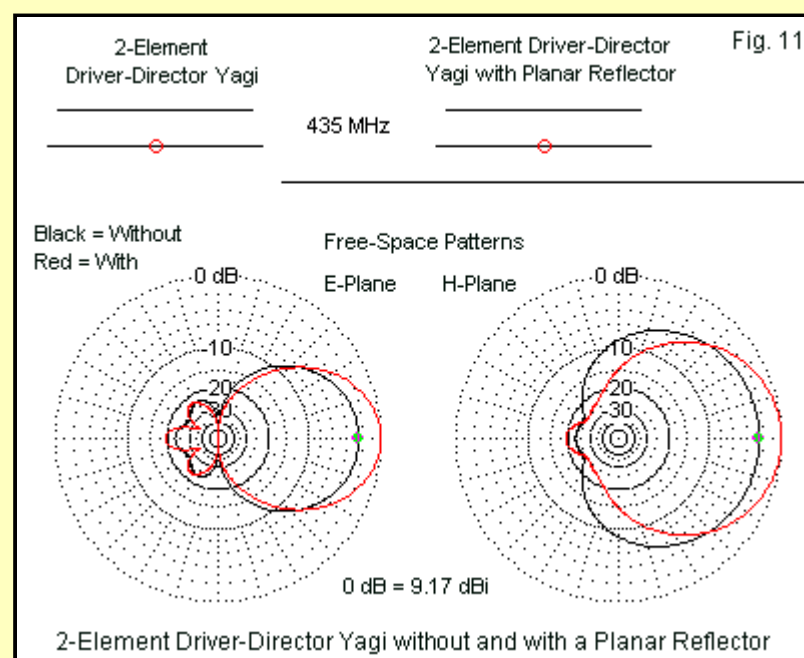 2-Element
Driver-Director Yagi
2-Element Driver-Director
Yagi with Planar Reflector
Fig. 11
435 MHz
Black = Without
Red = With
Free-Space Patterns
E-Plane
H-Plane
0 dB
-10
-20
-30
0 dB
-10
-20
-30
0 dB = 9.17 dBi
2-Element Driver-Director Yagi without and with a Planar Reflector